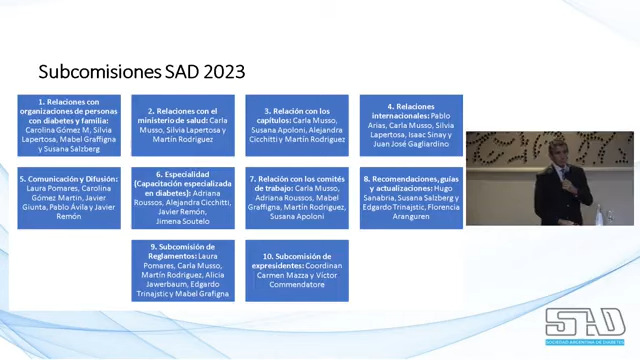 Subcomisiones SAD 2023
1. Relaciones con
organizaciones de personas
con diabetes y familia:
Carolina Gómez M, Silvia
Lapertosa, Mabel Graffigna
y Susana Salzberg
2. Relaciones con el
ministerio de salud: Carla
Musso, Silvia Lapertosa y
Martín Rodriguez
3. Relación con los
capítulos: Carla Musso,
Susana Apoloni, Alejandra
Cicchitti y Martín Rodríguez
4. Relaciones
internacionales: Pablo
Arias, Carla Musso, Silvia
Lapertosa, Isaac Sinay y
Juan José Gagliardino
5. Comunicación y Difusión:
Laura Pomares, Carolina
Gómez Martin, Javier
Giunta, Pablo Ávila y Javier
Remón
6. Especialidad
(Capacitación especializada
en diabetes): Adriana
Roussos, Alejandra Cicchitti,
Javier Remón,
Jimena Soutelo
7. Relación con los comités
de trabajo: Carla Musso,
Adriana Roussos, Mabel
Graffigna, Martín Rodríguez,
Susana Apoloni
8. Recomendaciones, guías
y actualizaciones: Hugo
Sanabria, Susana Salzberg y
Edgardo Trinajstic, Florencia
Aranguren
9. Subcomisión de
Reglamentos: Laura
Pomares, Carla Musso,
Martín Rodriguez, Alicia
Jawerbaum, Edgardo
Trinajstic y Mabel Grafigna
10. Subcomisión de
expresidentes: Coordinan
Carmen Mazza y Víctor
Commendatore
SAD
SOCIEDAD ARGENTINA DE DIABETES